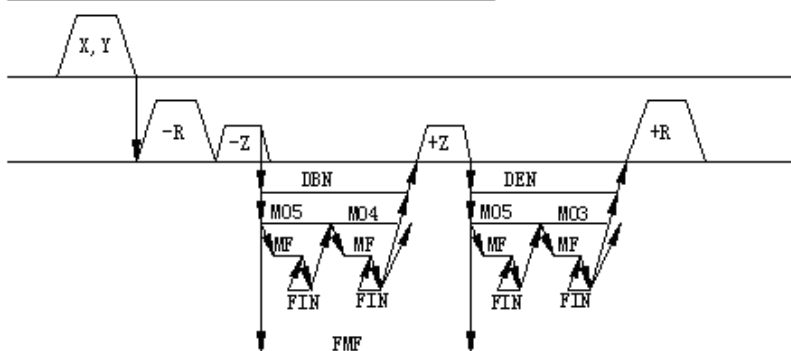 X, Y
-R -Z +Z +R
DBN DEN
M05 M04 M05 M03
MF MF MF MF
FIN FIN FIN FIN
FMF